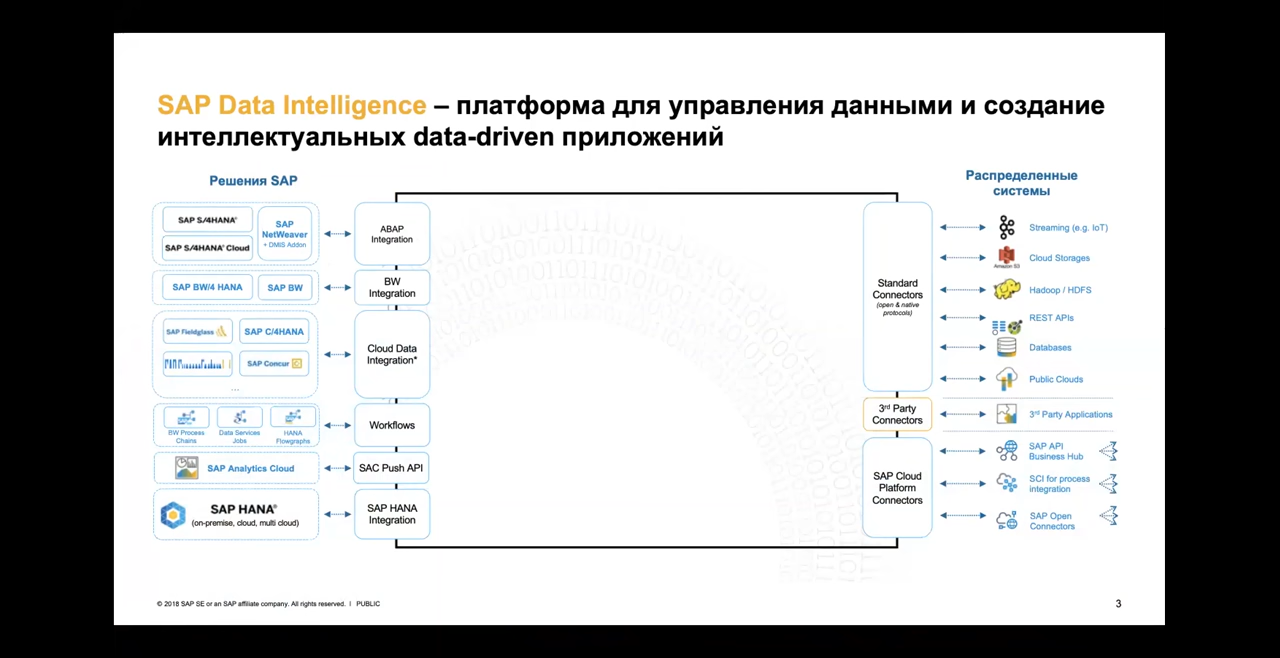 SAP Data Intelligence – платформа для управления данными и создание
интеллектуальных data-driven приложений
Решения SAP
SAP S/4HANA®
SAP S/4HANA® Cloud
SAP
NetWeaver
+ DMIS Addon
ABAP
Integration
SAP BW/4 HANA
SAP BW
BW
Integration
SAP Fieldglass
SAP C/4HANA
SAP Concur
...
Cloud Data
Integration*
BW Process
Chains
Data Services
Jobs
HANA
Flowgraphs
Workflows
SAP Analytics Cloud
SAC Push API
SAP HANA®
(on-premise, cloud, multi cloud)
SAP HANA
Integration
Распределенные
системы
Standard
Connectors
(open & native
protocols)
Streaming (e.g. IoT)
Amazon S3
Cloud Storages
Hadoop / HDFS
REST APIs
Databases
Public Clouds
3rd Party
Connectors
3rd Party Applications
SAP Cloud
Platform
Connectors
SAP API
Business Hub
SCI for process
integration
SAP Open
Connectors
© 2018 SAP SE or an SAP affiliate company. All rights reserved. I PUBLIC
3